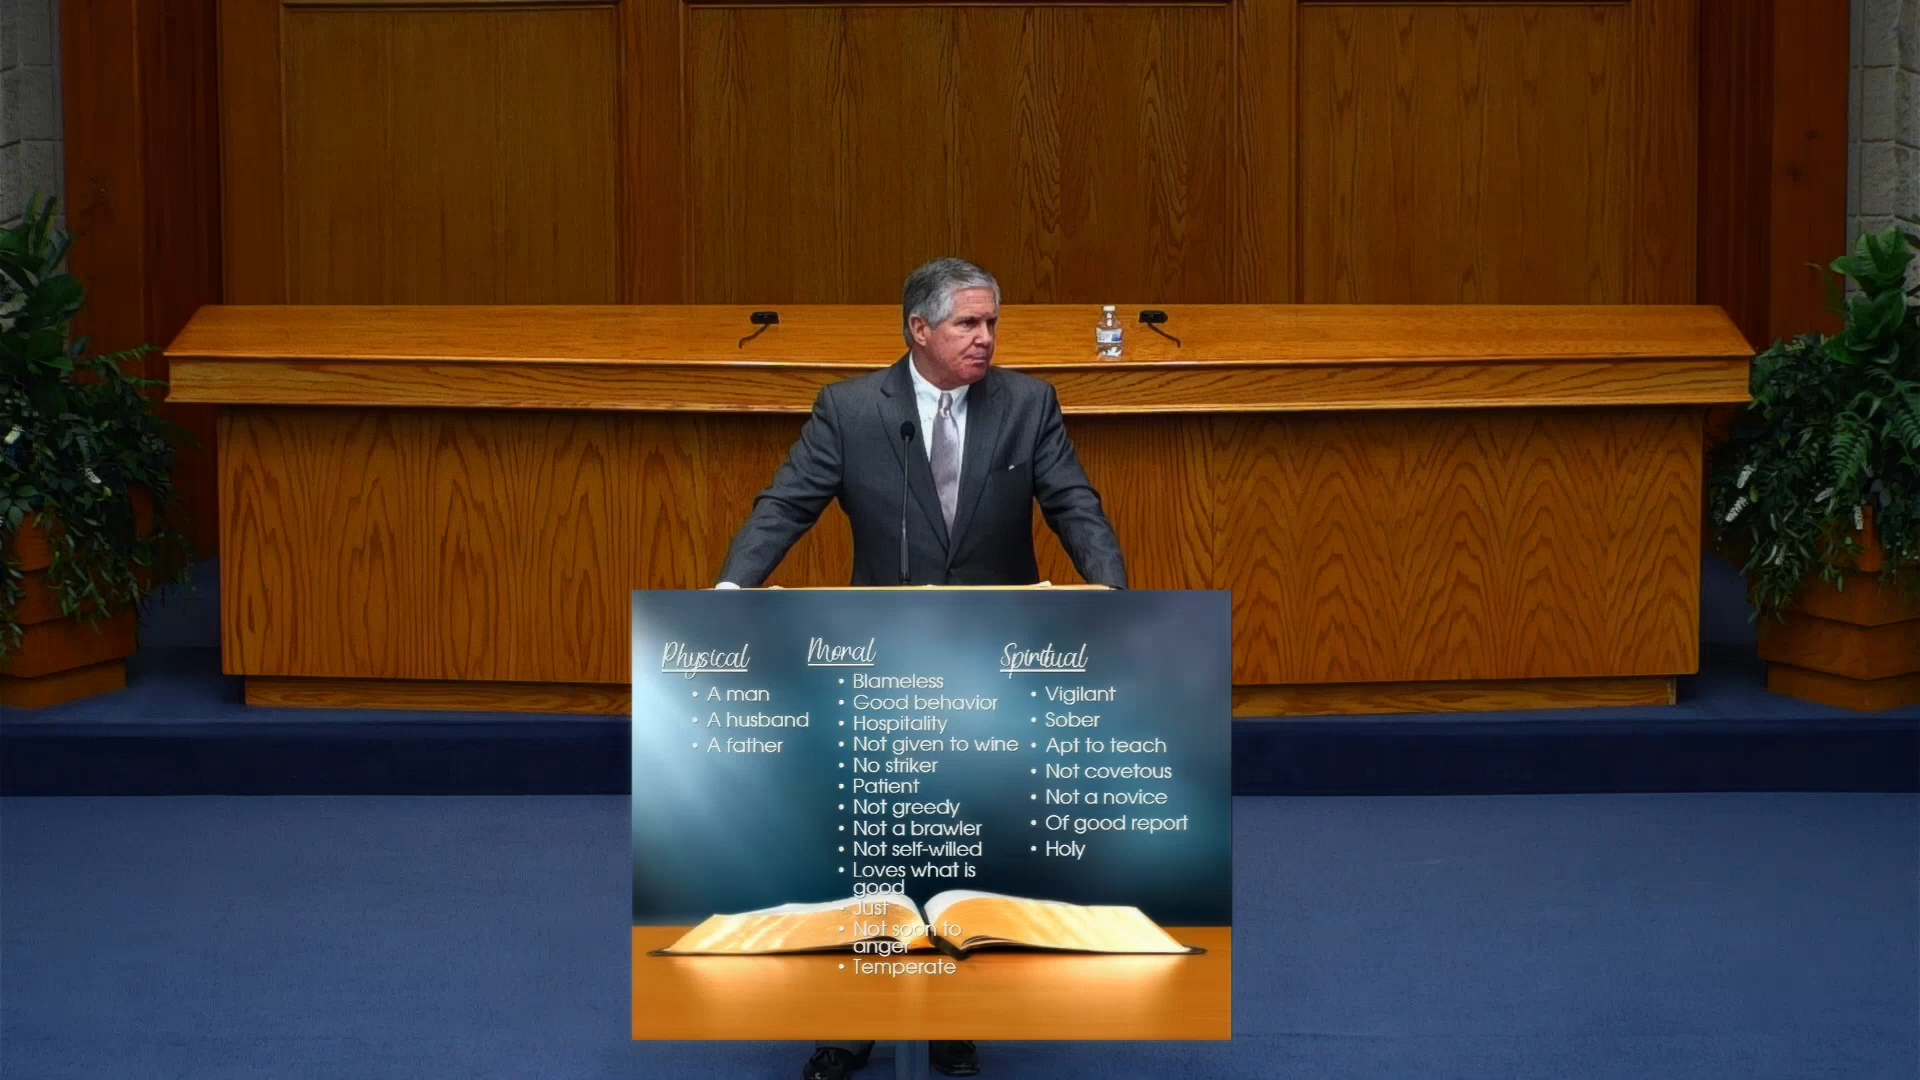 Physical
• A man
• A husband
• A father
Moral
• Blameless
• Good behavior
• Hospitality
• Not given to wine
• No striker
• Patient
• Not greedy
• Not a brawler
• Not self-willed
• Loves what is
good
• Just
• Not soon to
anger
• Temperate
Spiritual
• Vigilant
• Sober
• Apt to teach
• Not covetous
• Not a novice
• Of good report
• Holy